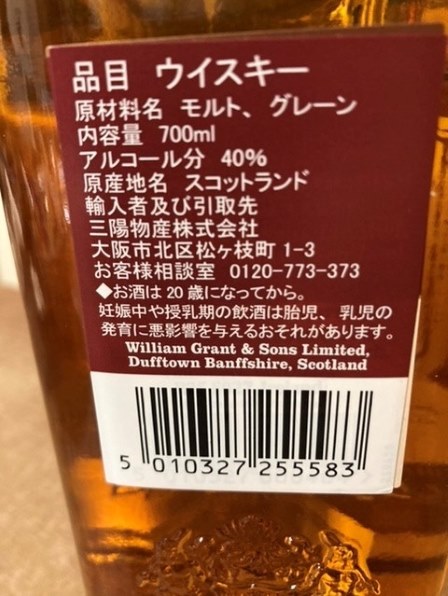 品目 ウイスキー
原材料名 モルト、グレーン
内容量 700ml
アルコール分 40%
原産地名 スコットランド
輸入者及び引取先
三陽物産株式会社
大阪市北区松ヶ枝町1-3
お客様相談室 0120-773-373
◆お酒は20歳になってから。
妊娠中や授乳期の飲酒は胎児、乳児の
発育に悪影響を与えるおそれがあります。
William Grant & Sons Limited,
Dufftown Banffshire, Scotland
5 010327 255583